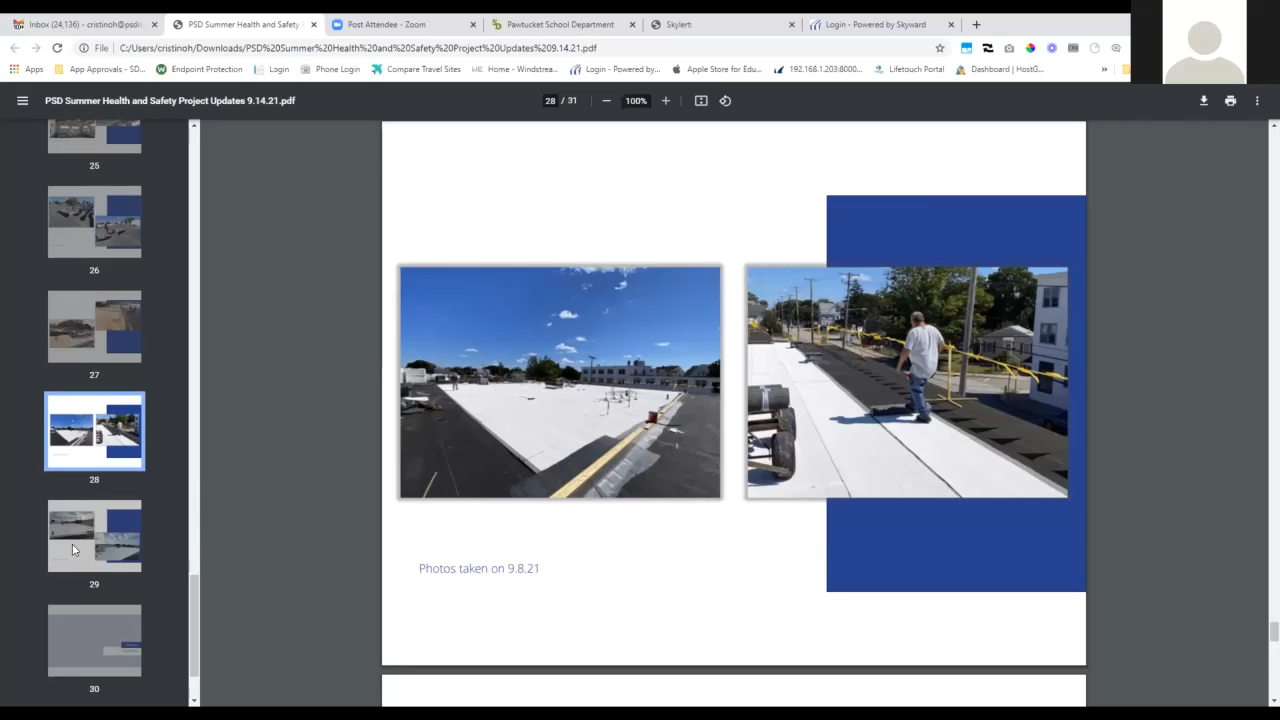 Inbox (24,136) - cristinoh@psdn
PSD Summer Health and Safety
Post Attendee - Zoom
Pawtucket School Department
Skylert
Login - Powered by Skyward
File
C:/Users/cristinoh/Downloads/PSD%20Summer%20Health%20and%20Safety%20Project%20Updates%209.14.21.pdf
Apps
App Approvals - SD...
Endpoint Protection
Login
Phone Login
Compare Travel Sites
WE Home - Windstrea...
Login - Powered by...
Apple Store for Edu...
192.168.1.203:8000...
Lifetouch Portal
Dashboard | HostG...
»
PSD Summer Health and Safety Project Updates 9.14.21.pdf
28 / 31
100%
25
26
27
28
29
30
Photos taken on 9.8.21